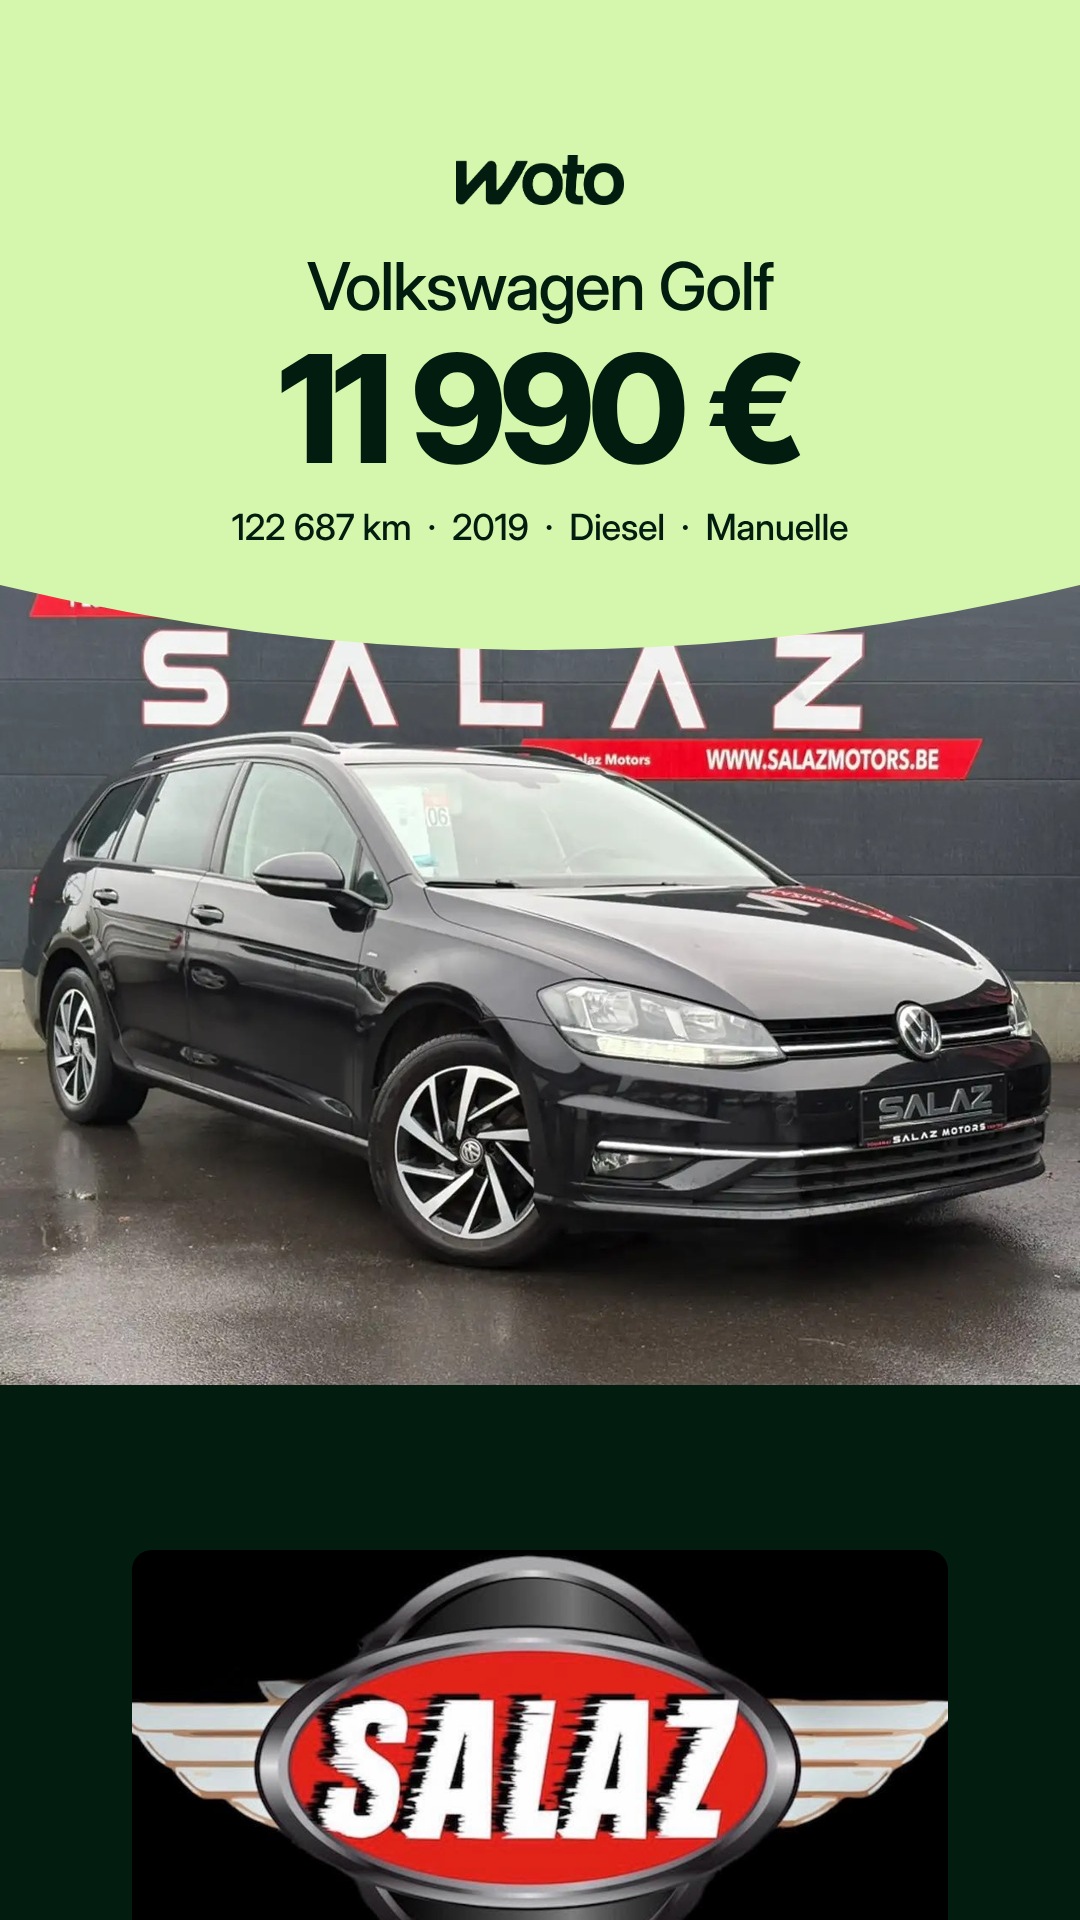 woto
Volkswagen Golf
11 990 €
122 687 km · 2019 · Diesel · Manuelle
SALAZ
Salaz Motors
WWW.SALAZMOTORS.BE
06
SALAZ
SALAZ MOTORS
SALAZ